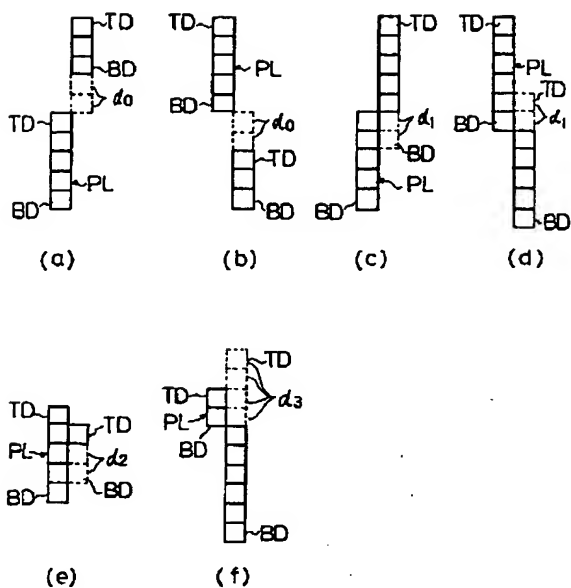 TD TD TD TD
PL PL
BD TD
d₀ d₁
TD BD d₀ BD d₁
TD BD
PL PL
BD BD BD BD
(a) (b) (c) (d)
TD
TD TD TD
d₃
PL d₂ PL
BD
BD BD
BD
(e) (f)